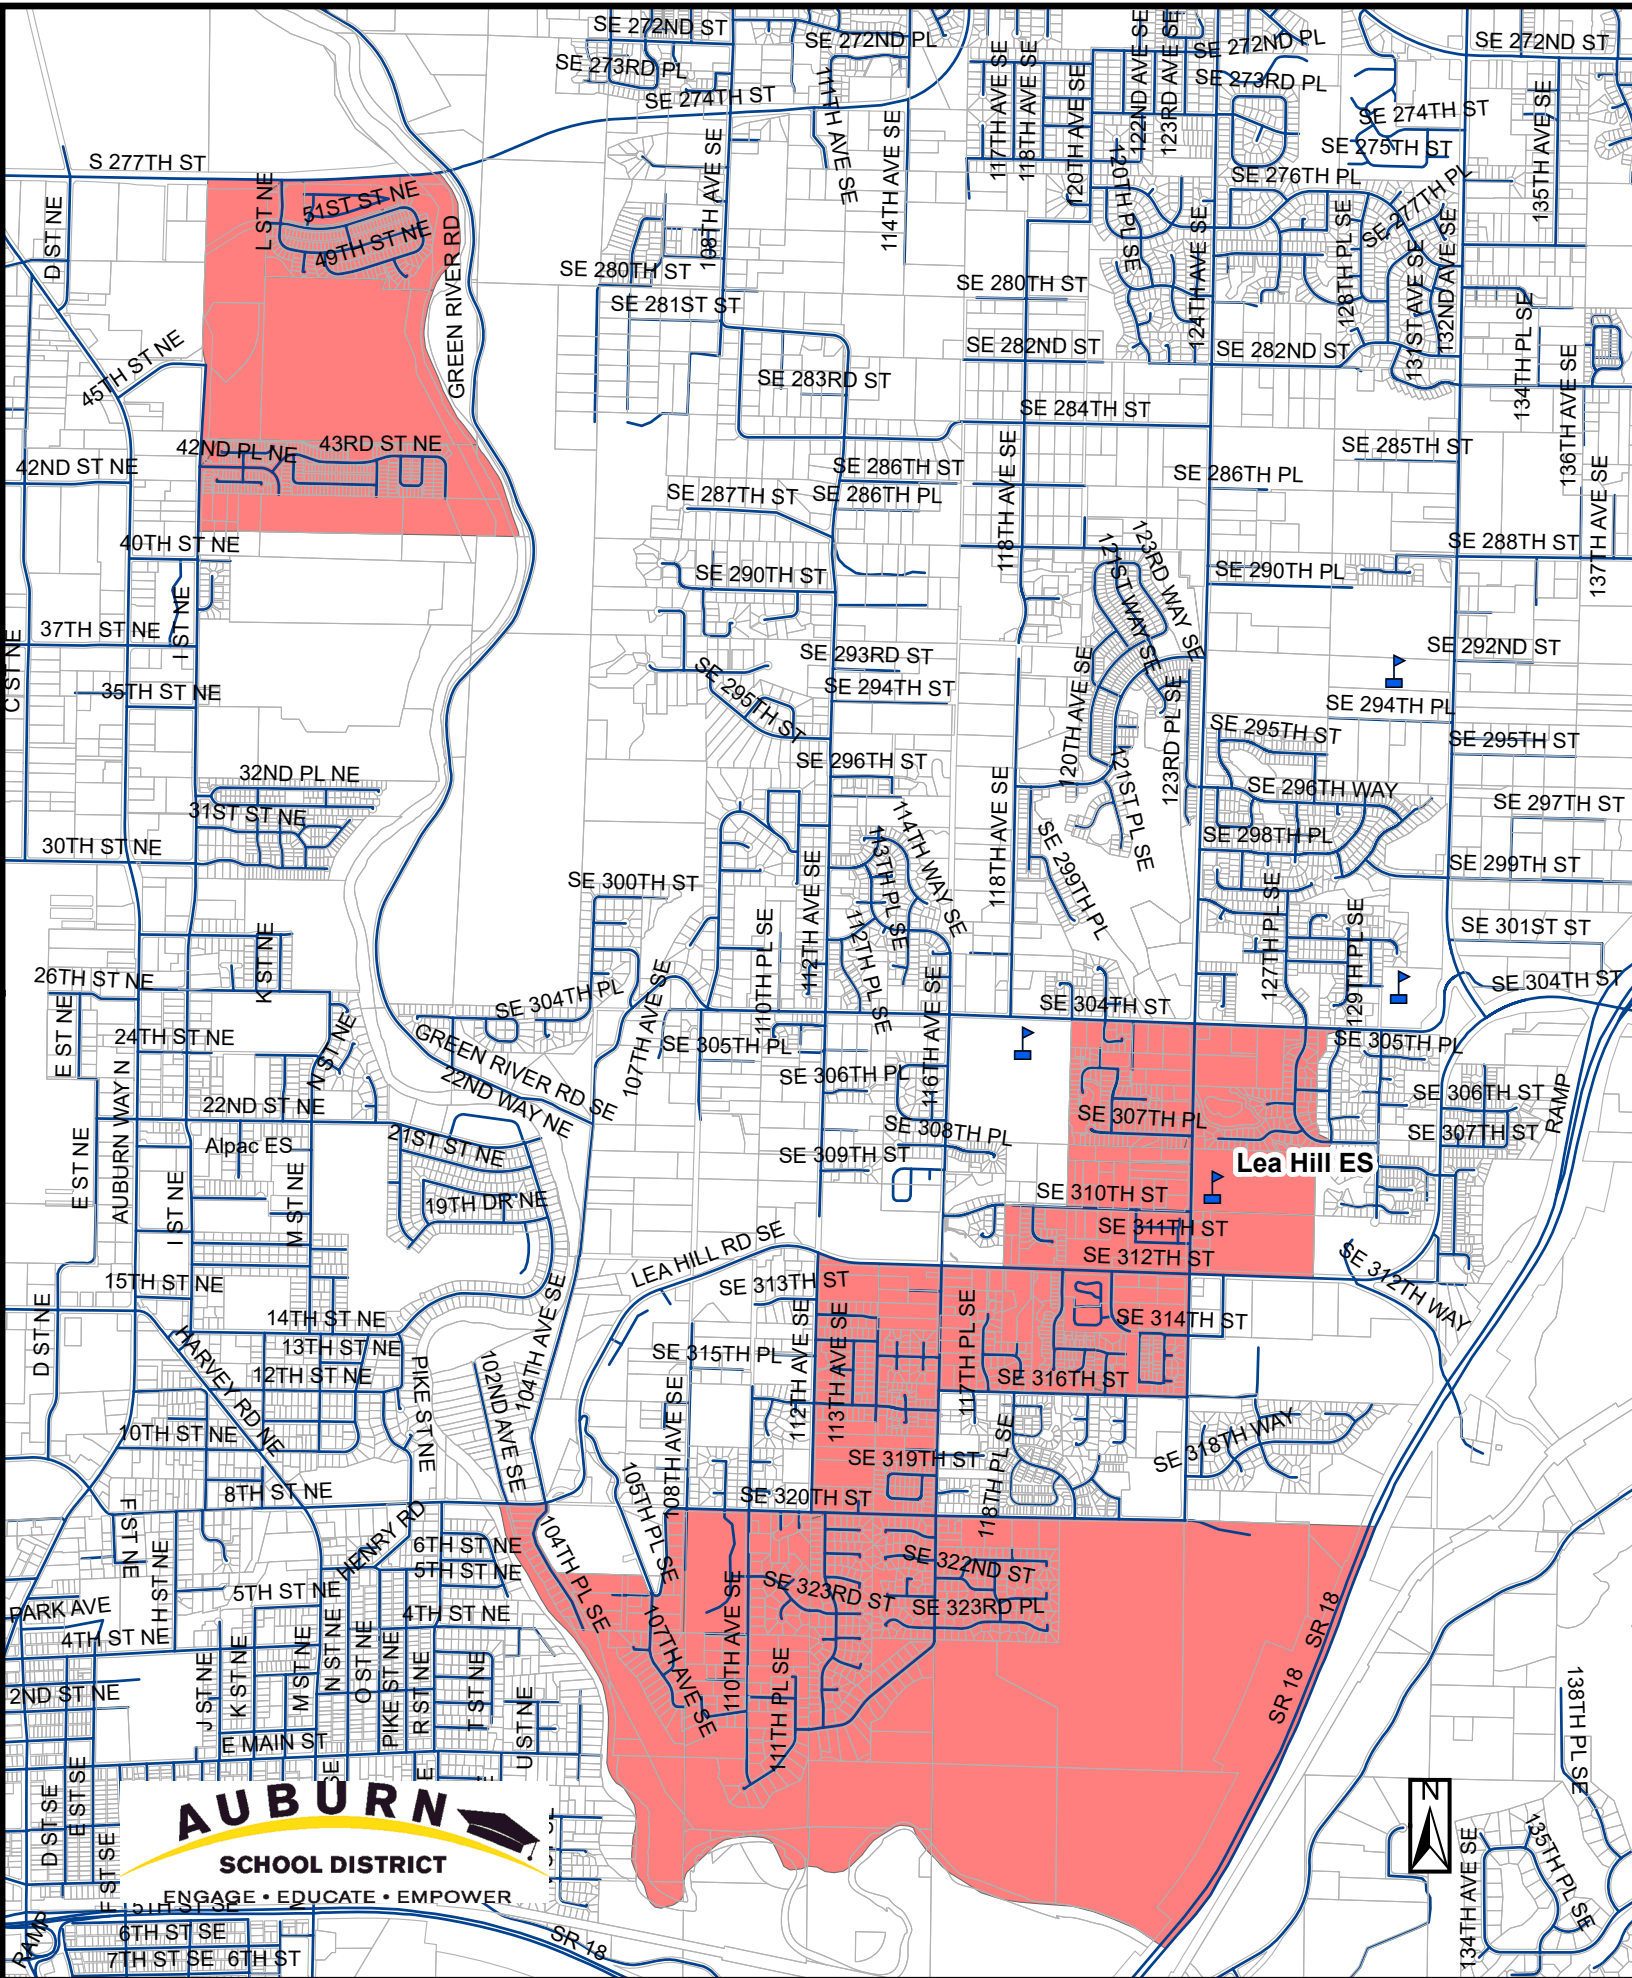 SE 272ND ST
SE 272ND PL
SE 272ND PL
SE 272ND ST
SE 273RD PL
SE 273RD PL
SE 274TH ST
SE 274TH ST
SE 275TH ST
111TH AVE SE
114TH AVE SE
117TH AVE SE
118TH AVE SE
120TH AVE SE
122ND AVE SE
123RD AVE SE
135TH AVE SE
S 277TH ST
108TH AVE SE
120TH PL SE
SE 276TH PL
SE 277TH PL
L ST NE
51ST ST NE
49TH ST NE
D ST NE
GREEN RIVER RD
124TH AVE SE
128TH PL SE
131ST AVE SE
132ND AVE SE
SE 280TH ST
SE 280TH ST
SE 281ST ST
134TH PL SE
45TH ST NE
SE 282ND ST
SE 282ND ST
SE 283RD ST
136TH AVE SE
SE 284TH ST
42ND PL NE
43RD ST NE
42ND ST NE
SE 285TH ST
SE 286TH ST
SE 286TH PL
SE 287TH ST
SE 286TH PL
118TH AVE SE
137TH AVE SE
40TH ST NE
SE 288TH ST
SE 290TH ST
SE 290TH PL
121ST WAY SE
123RD WAY SE
I ST NE
37TH ST NE
C ST NE
SE 292ND ST
SE 293RD ST
SE 294TH ST
35TH ST NE
SE 294TH PL
SE 295TH ST
SE 295TH ST
SE 295TH ST
120TH AVE SE
123RD PL SE
121ST PL SE
SE 296TH ST
SE 296TH WAY
32ND PL NE
31ST ST NE
SE 297TH ST
SE 298TH PL
30TH ST NE
118TH AVE SE
SE 299TH PL
SE 299TH ST
114TH WAY SE
113TH PL SE
112TH PL SE
112TH AVE SE
110TH PL SE
SE 300TH ST
127TH PL SE
129TH PL SE
SE 301ST ST
K ST NE
26TH ST NE
SE 304TH PL
107TH AVE SE
SE 304TH ST
SE 304TH ST
116TH AVE SE
E ST NE
24TH ST NE
N ST NE
GREEN RIVER RD SE
SE 305TH PL
SE 305TH PL
SE 306TH PL
SE 306TH ST
RAMP
22ND WAY NE
22ND ST NE
AUBURN WAY N
SE 307TH PL
SE 307TH ST
SE 308TH PL
Alpac ES
21ST ST NE
SE 309TH ST
Lea Hill ES
E ST NE
I ST NE
M ST NE
19TH DR NE
SE 310TH ST
SE 311TH ST
SE 312TH ST
LEA HILL RD SE
SE 312TH WAY
15TH ST NE
SE 313TH ST
D ST NE
14TH ST NE
13TH ST NE
12TH ST NE
HARVEY RD NE
PIKE ST NE
102ND AVE SE
104TH AVE SE
112TH AVE SE
113TH AVE SE
117TH PL SE
SE 314TH ST
SE 315TH PL
SE 316TH ST
108TH AVE SE
10TH ST NE
SE 318TH WAY
118TH PL SE
SE 319TH ST
8TH ST NE
SE 320TH ST
105TH PL SE
F ST NE
HENRY RD
6TH ST NE
5TH ST NE
104TH PL SE
SE 322ND ST
SE 323RD ST
SE 323RD PL
H ST NE
5TH ST NE
PARK AVE
4TH ST NE
4TH ST NE
107TH AVE SE
110TH AVE SE
111TH PL SE
SR 18
SR 18
2ND ST NE
J ST NE
K ST NE
M ST NE
N ST NE
O ST NE
PIKE ST NE
R ST NE
T ST NE
U ST NE
E MAIN ST
138TH PL SE
D ST SE
E ST SE
F ST SE
AUBURN
SCHOOL DISTRICT
ENGAGE • EDUCATE • EMPOWER
N
134TH AVE SE
135TH PL SE
5TH ST SE
6TH ST SE
7TH ST SE
6TH ST
RAMP
SR 18